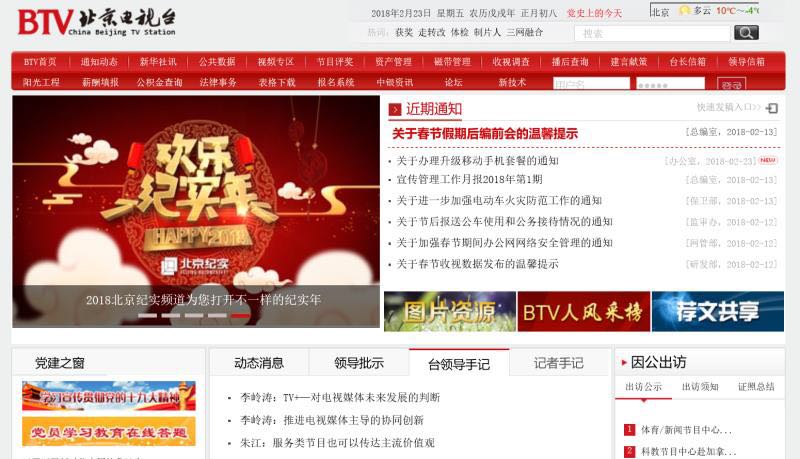 BTV 北京电视台
China Beijing TV Station
2018年2月23日 星期五 农历戊戌年 正月初八 党史上的今天
北京 多云 10℃～-4℃
热词： 获奖 走转改 体检 制片人 三网融合
搜索
BTV首页 通知动态 新华社讯 公共数据 视频专区 节目评奖 资产管理 磁带管理 收视调查 播后查询 建言献策 台长信箱 领导信箱
阳光工程 薪酬填报 公积金查询 法律事务 表格下载 报名系统 中银资讯 论坛 新技术 用户名 登录
欢乐
纪实年
HAPPY 2018
北京纪实
2018北京纪实频道为您打开不一样的纪实年
近期通知 快速发稿入口>>
关于春节假期后编前会的温馨提示 [总编室，2018-02-13]
关于办理升级移动手机套餐的通知 [办公室，2018-02-23] NEW
宣传管理工作月报2018年第1期 [总编室，2018-02-13]
关于进一步加强电动车火灾防范工作的通知 [保卫部，2018-02-13]
关于节后报送公车使用和公务接待情况的通知 [监审办，2018-02-12]
关于加强春节期间办公网网络安全管理的通知 [网管部，2018-02-12]
关于春节收视数据发布的温馨提示 [研发部，2018-02-12]
图片资源 BTV人风采榜 荐文共享
党建之窗
学习宣传贯彻党的十九大精神
党员学习教育在线答题
动态消息 领导批示 台领导手记 记者手记
李岭涛：TV+——对电视媒体未来发展的判断
李岭涛：推进电视媒体主导的协同创新
朱江：服务类节目也可以传达主流价值观
因公出访
出访公示 出访须知 证照总结
1 体育/新闻节目中心...
2 科教节目中心赴加拿...